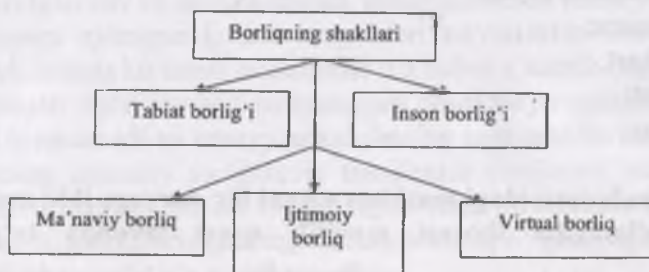 Borliqning shakllari
Tabiat borlig‘i
Inson borlig‘i
Ma’naviy borliq
Ijtimoiy
borliq
Virtual borliq